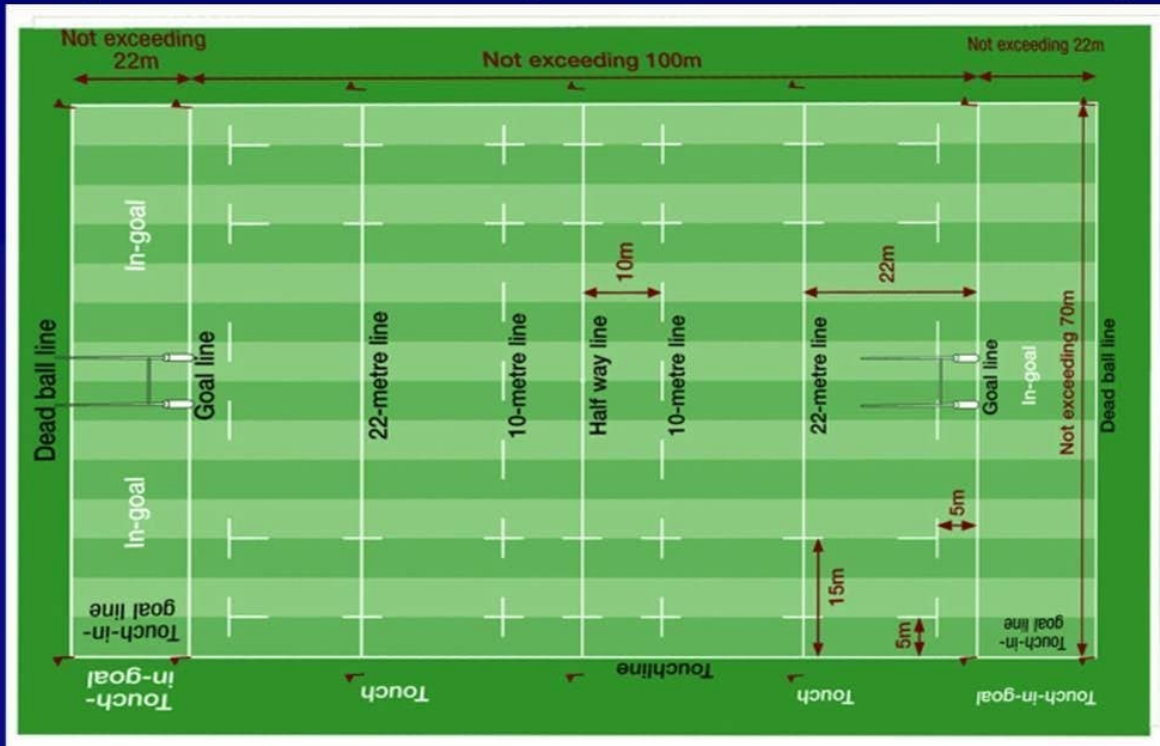 Not exceeding
22m
Not exceeding 100m
Not exceeding 22m
In-goal
10m
22m
Dead ball line
Goal line
22-metre line
10-metre line
Half way line
10-metre line
22-metre line
Goal line
In-goal
Not exceeding 70m
Dead ball line
In-goal
5m
15m
5m
Touch-in-
goal line
Touch-in-
goal line
Touch-
in-goal
Touch
Touchline
Touch
Touch-in-goal